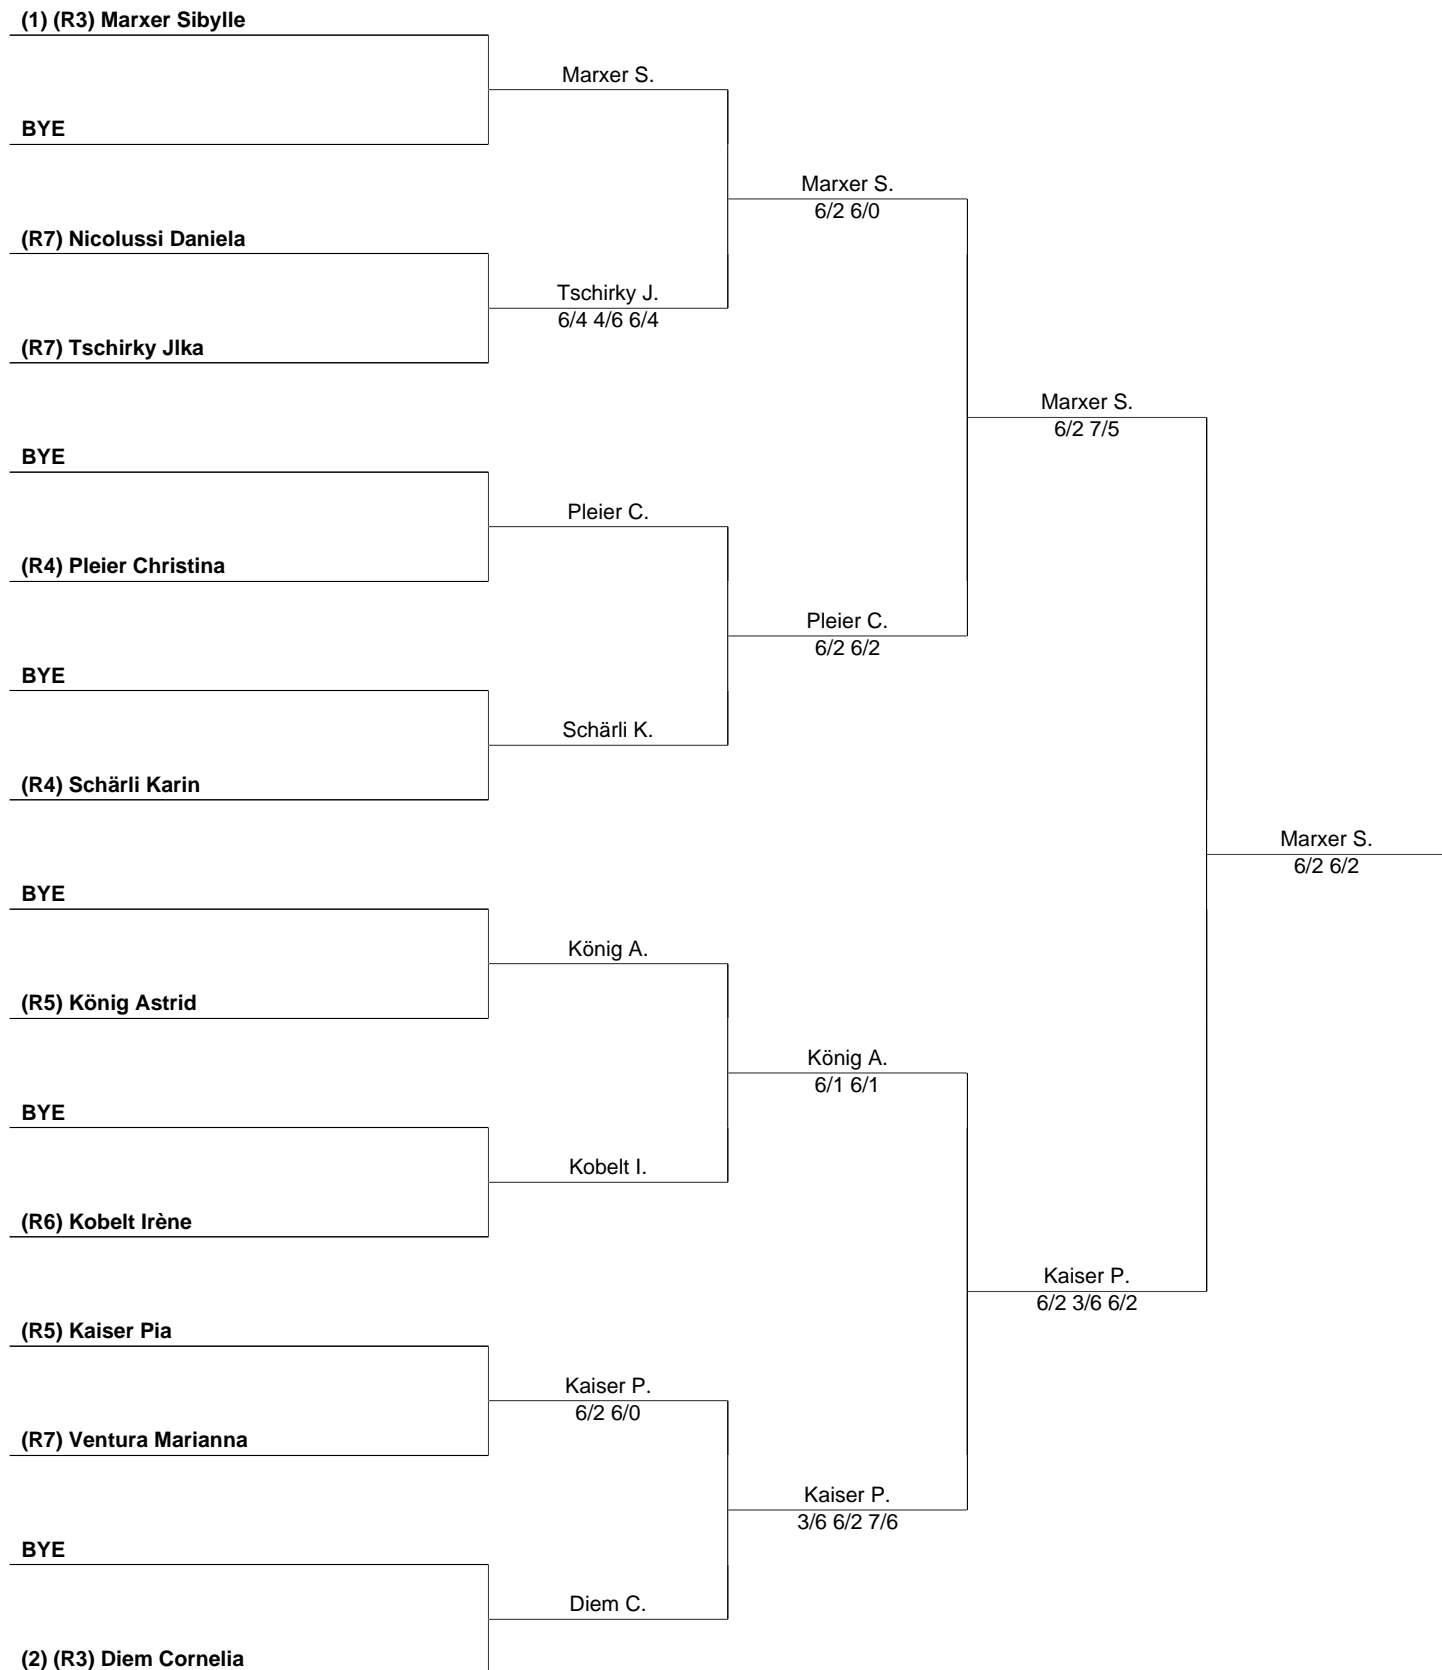 (1) (R3) Marxer Sibylle
Marxer S.
BYE
Marxer S.
6/2 6/0
(R7) Nicolussi Daniela
Tschirky J.
6/4 4/6 6/4
(R7) Tschirky Jlka
Marxer S.
6/2 7/5
BYE
Pleier C.
(R4) Pleier Christina
Pleier C.
6/2 6/2
BYE
Schärli K.
(R4) Schärli Karin
Marxer S.
6/2 6/2
BYE
König A.
(R5) König Astrid
König A.
6/1 6/1
BYE
Kobelt I.
(R6) Kobelt Irène
Kaiser P.
6/2 3/6 6/2
(R5) Kaiser Pia
Kaiser P.
6/2 6/0
(R7) Ventura Marianna
Kaiser P.
3/6 6/2 7/6
BYE
Diem C.
(2) (R3) Diem Cornelia